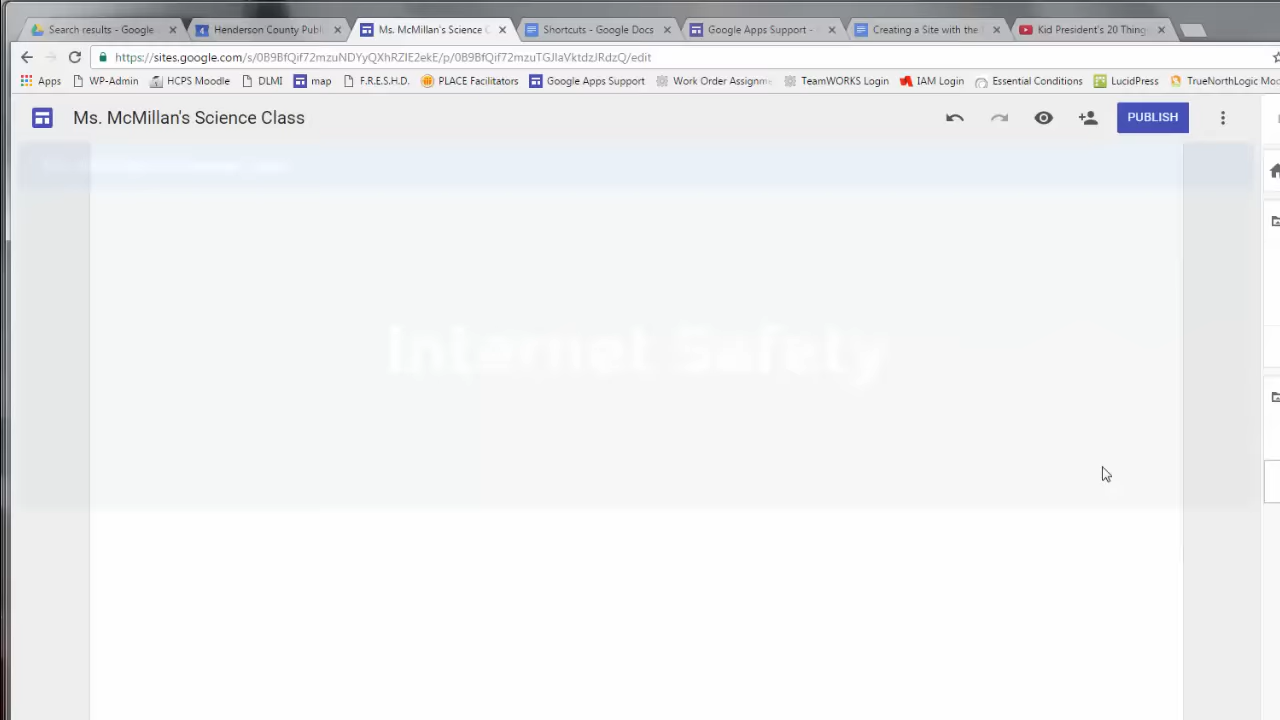 Search results - Google
Henderson County Publ
Ms. McMillan's Science C
Shortcuts - Google Docs
Google Apps Support -
Creating a Site with the
Kid President's 20 Thing
https://sites.google.com/s/0B9BfQif72mzuNDYyQXhRZlE2ekE/p/0B9BfQif72mzuTGJlaVktdzJRdzQ/edit
Apps WP-Admin HCPS Moodle DLMI map F.R.E.S.H.D. PLACE Facilitators Google Apps Support Work Order Assignme TeamWORKS Login IAM Login Essential Conditions LucidPress TrueNorthLogic Mo
Ms. McMillan's Science Class
PUBLISH
Internet Safety